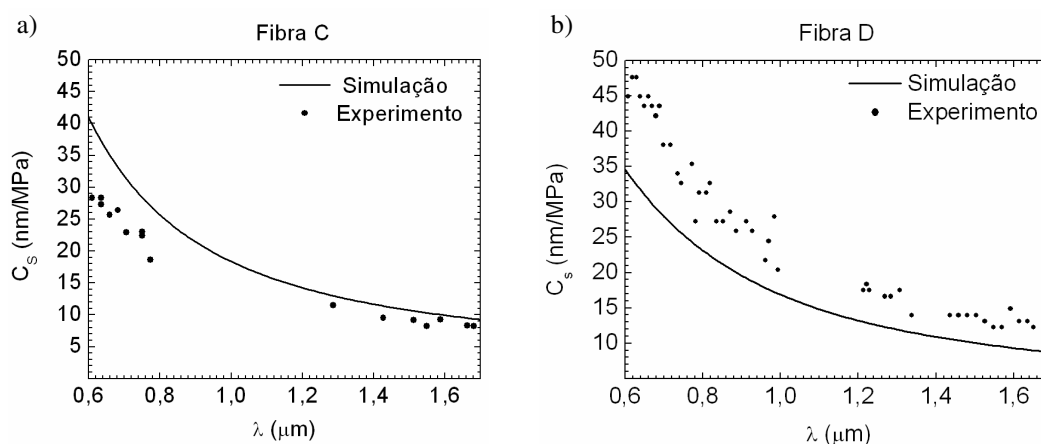 a)
Fibra C
50
45
40
35
30
25
20
15
10
5
Simulação
Experimento
C_S (nm/MPa)
0,6 0,8 1,0 1,2 1,4 1,6
λ (μm)
b)
Fibra D
50
45
40
35
30
25
20
15
10
Simulação
Experimento
C_s (nm/MPa)
0,6 0,8 1,0 1,2 1,4 1,6
λ (μm)